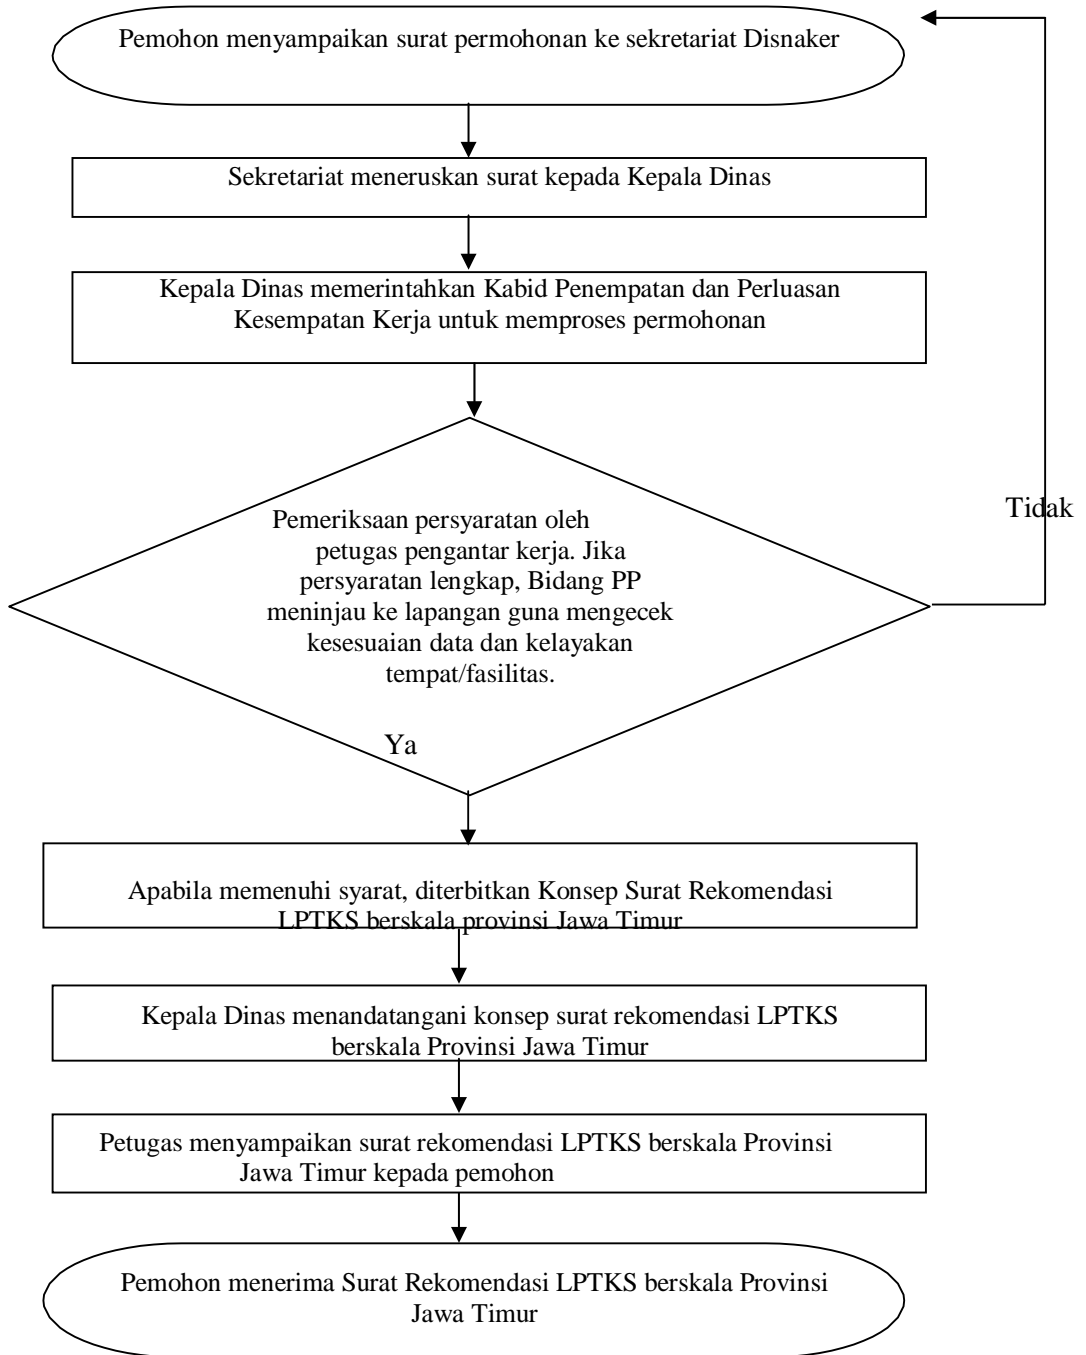 Pemohon menyampaikan surat permohonan ke sekretariat Disnaker
Sekretariat meneruskan surat kepada Kepala Dinas
Kepala Dinas memerintahkan Kabid Penempatan dan Perluasan
Kesempatan Kerja untuk memproses permohonan
Tidak
Pemeriksaan persyaratan oleh
petugas pengantar kerja. Jika
persyaratan lengkap, Bidang PP
meninjau ke lapangan guna mengecek
kesesuaian data dan kelayakan
tempat/fasilitas.
Ya
Apabila memenuhi syarat, diterbitkan Konsep Surat Rekomendasi
LPTKS berskala provinsi Jawa Timur
Kepala Dinas menandatangani konsep surat rekomendasi LPTKS
berskala Provinsi Jawa Timur
Petugas menyampaikan surat rekomendasi LPTKS berskala Provinsi
Jawa Timur kepada pemohon
Pemohon menerima Surat Rekomendasi LPTKS berskala Provinsi
Jawa Timur